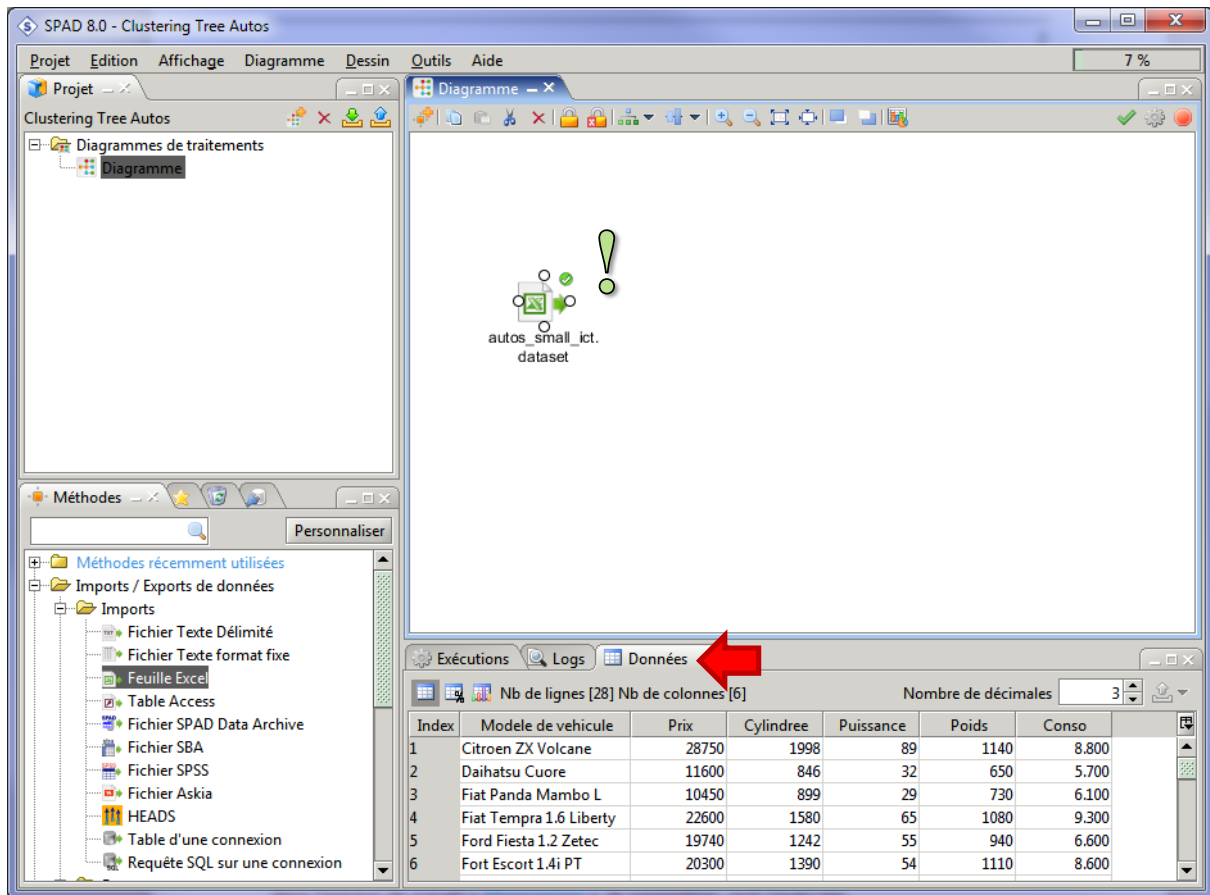 SPAD 8.0 - Clustering Tree Autos
Projet Edition Affichage Diagramme Dessin Outils Aide 7 %
Projet
Clustering Tree Autos
Diagrammes de traitements
Diagramme
Diagramme
autos_small_ict.
dataset
Méthodes
Personnaliser
Méthodes récemment utilisées
Imports / Exports de données
Imports
Fichier Texte Délimité
Fichier Texte format fixe
Feuille Excel
Table Access
Fichier SPAD Data Archive
Fichier SBA
Fichier SPSS
Fichier Askia
HEADS
Table d'une connexion
Requête SQL sur une connexion
Exécutions Logs Données
Nb de lignes [28] Nb de colonnes [6] Nombre de décimales 3
Index Modele de vehicule Prix Cylindree Puissance Poids Conso
1 Citroen ZX Volcane 28750 1998 89 1140 8.800
2 Daihatsu Cuore 11600 846 32 650 5.700
3 Fiat Panda Mambo L 10450 899 29 730 6.100
4 Fiat Tempra 1.6 Liberty 22600 1580 65 1080 9.300
5 Ford Fiesta 1.2 Zetec 19740 1242 55 940 6.600
6 Fort Escort 1.4i PT 20300 1390 54 1110 8.600